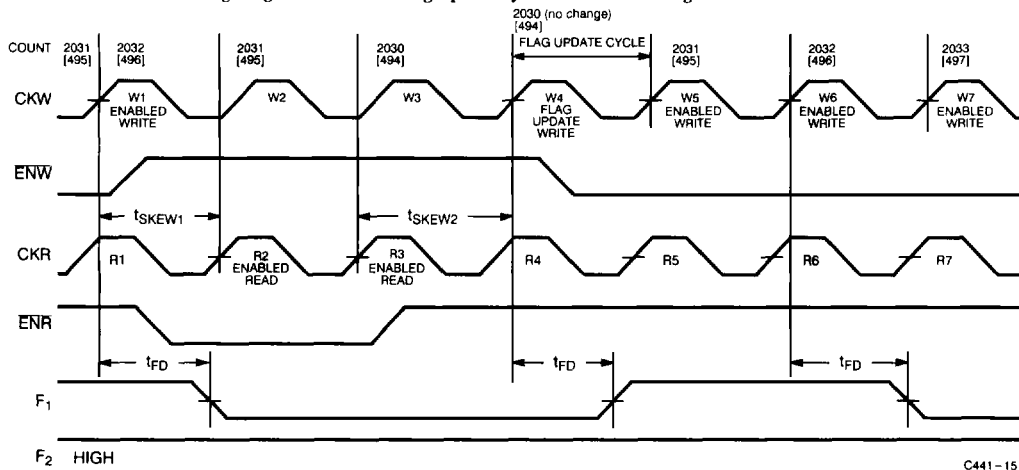 2030 (no change)
[494]
COUNT 2031 [495] 2032 [496] 2031 [495] 2030 [494] FLAG UPDATE CYCLE 2031 [495] 2032 [496] 2033 [497]
CKW W1 ENABLED WRITE W2 W3 W4 FLAG UPDATE WRITE W5 ENABLED WRITE W6 ENABLED WRITE W7 ENABLED WRITE
ENW
tSKEW1 tSKEW2
CKR R1 R2 ENABLED READ R3 ENABLED READ R4 R5 R6 R7
ENR
tFD tFD tFD
F1
F2 HIGH
C441-15